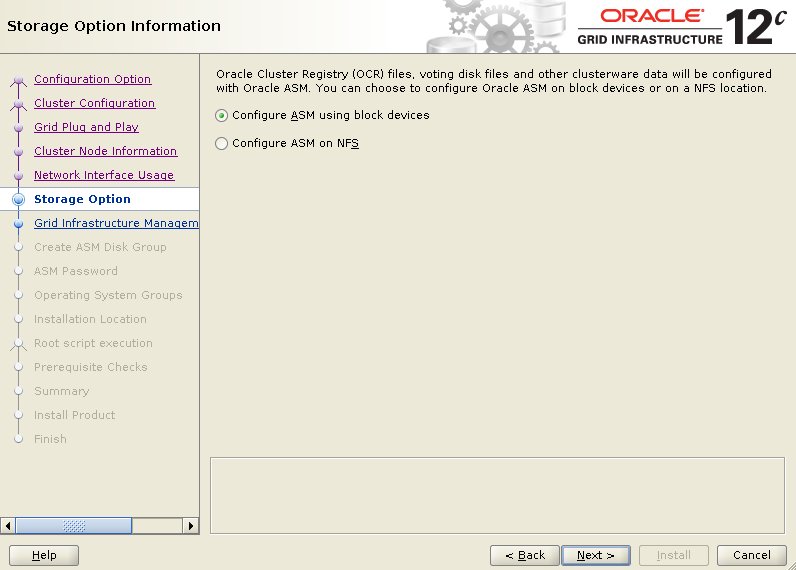 Storage Option Information
ORACLE®
GRID INFRASTRUCTURE
12c
Configuration Option
Cluster Configuration
Grid Plug and Play
Cluster Node Information
Network Interface Usage
Storage Option
Grid Infrastructure Managem
Create ASM Disk Group
ASM Password
Operating System Groups
Installation Location
Root script execution
Prerequisite Checks
Summary
Install Product
Finish
Oracle Cluster Registry (OCR) files, voting disk files and other clusterware data will be configured
with Oracle ASM. You can choose to configure Oracle ASM on block devices or on a NFS location.
Configure ASM using block devices
Configure ASM on NFS
Help
< Back
Next >
Install
Cancel